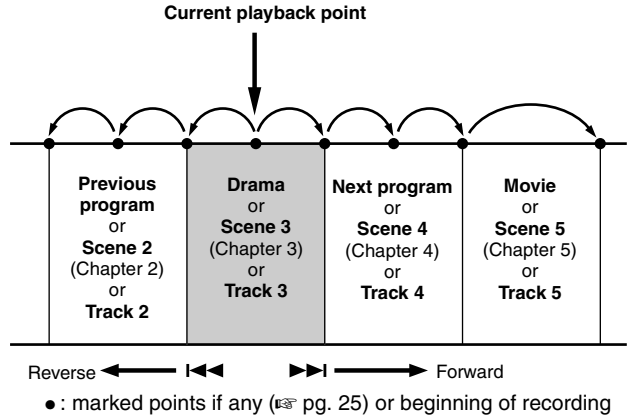 Current playback point
Previous
program
or
Scene 2
(Chapter 2)
or
Track 2
Drama
or
Scene 3
(Chapter 3)
or
Track 3
Next program
or
Scene 4
(Chapter 4)
or
Track 4
Movie
or
Scene 5
(Chapter 5)
or
Track 5
Reverse
Forward
● : marked points if any (☞ pg. 25) or beginning of recording